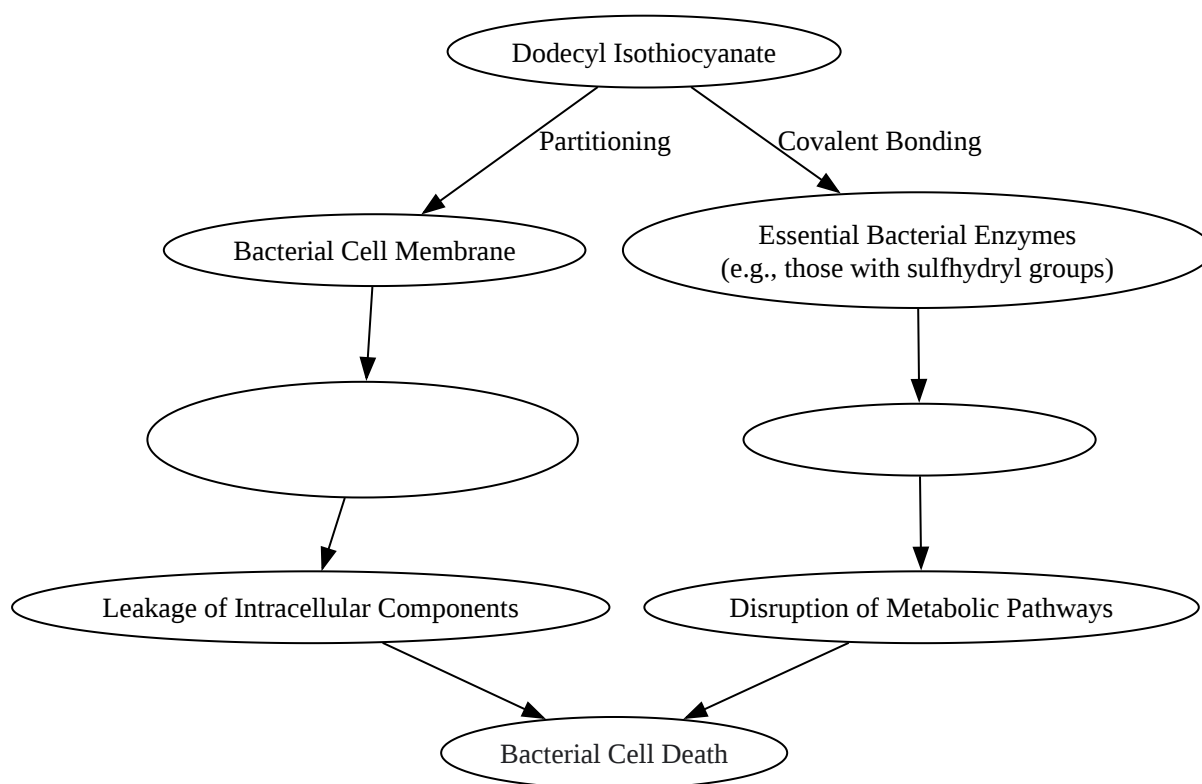 Dodecyl Isothiocyanate
Partitioning
Covalent Bonding
Bacterial Cell Membrane
Essential Bacterial Enzymes
(e.g., those with sulfhydryl groups)
Leakage of Intracellular Components
Disruption of Metabolic Pathways
Bacterial Cell Death